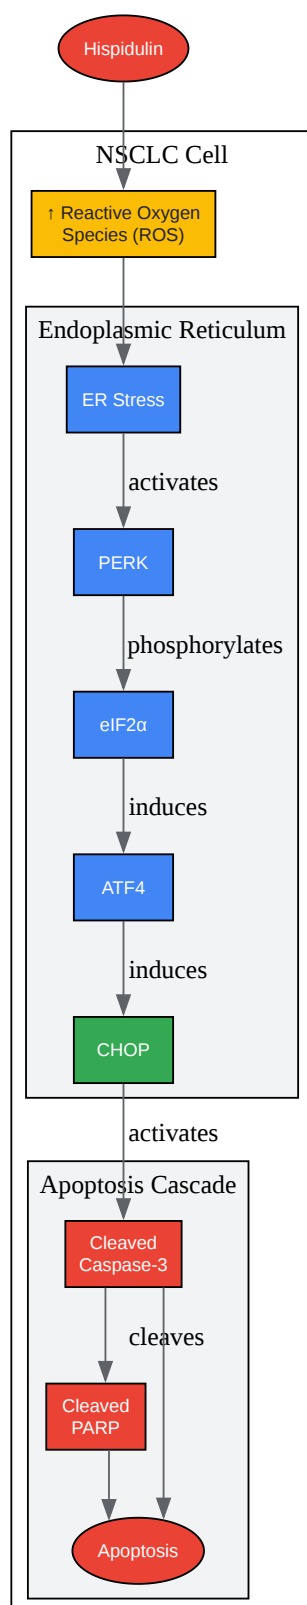 Hispidulin
NSCLC Cell
↑ Reactive Oxygen
Species (ROS)
Endoplasmic Reticulum
ER Stress
activates
PERK
phosphorylates
eIF2α
induces
ATF4
induces
CHOP
activates
Apoptosis Cascade
Cleaved
Caspase-3
cleaves
Cleaved
PARP
Apoptosis